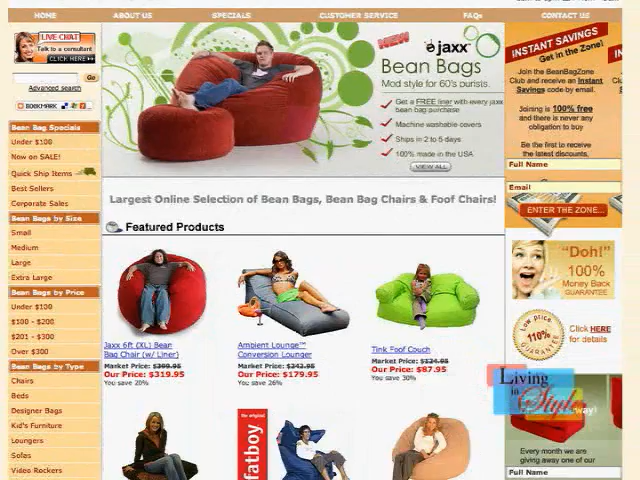 HOME
ABOUT US
SPECIALS
CUSTOMER SERVICE
FAQs
CONTACT US
LIVE CHAT
Talk to a consultant
CLICK HERE
Go
Advanced search
BOOKMARK
Bean Bag Specials
Under $100
Now on SALE!
Quick Ship Items
Best Sellers
Corporate Sales
Bean Bags by Size
Small
Medium
Large
Extra Large
Bean Bags by Price
Under $100
$100 - $200
$201 - $300
Over $300
Bean Bags by Type
Chairs
Beds
Designer Bags
Kid's Furniture
Loungers
Sofas
Video Rockers
NEW
ejaxx
Bean Bags
Mod style for 60's purists.
Get a FREE liner with every jaxx
bean bag purchase
Machine washable covers
Ships in 2 to 5 days
100% made in the USA
VIEW ALL
Largest Online Selection of Bean Bags, Bean Bag Chairs & Foof Chairs!
Featured Products
Jaxx 6ft (XL) Bean
Bag Chair (w/ Liner)
Market Price: $399.95
Our Price: $319.95
You save 20%
Ambient Lounge™
Conversion Lounger
Market Price: $242.95
Our Price: $179.95
You save 26%
Tink Foof Couch
Market Price: $124.95
Our Price: $87.95
You save 30%
the original
fatboy
INSTANT SAVINGS
Get in the Zone!
Join the BeanBagZone
Club and receive an Instant
Savings code by email.
Joining is 100% free
and there is never any
obligation to buy
Be the first to receive
the latest discounts,
Full Name
Email
ENTER THE ZONE...
"Doh!"
100%
Money Back
GUARANTEE
Low price
110%
GUARANTEE
Click HERE
for details
Living
in
Style
way!
Every month we are
giving away one of our
Full Name